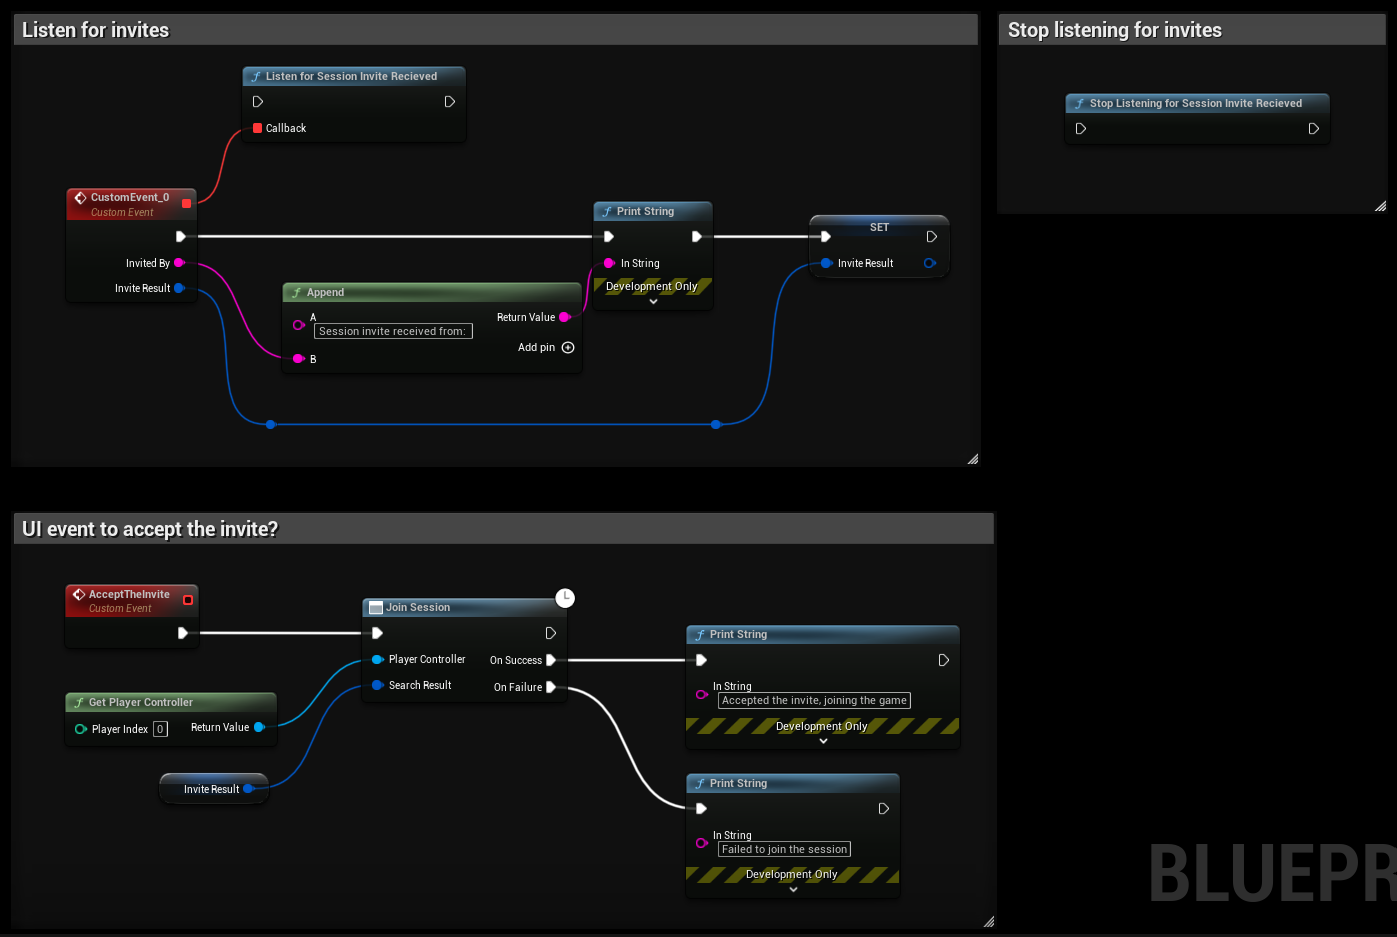 Listen for invites
Listen for Session Invite Recieved
Callback
CustomEvent_0
Custom Event
Invited By
Invite Result
Append
A
Session invite received from:
Return Value
Add pin
B
Print String
In String
Development Only
SET
Invite Result
Stop listening for invites
Stop Listening for Session Invite Recieved
UI event to accept the invite?
AcceptTheInvite
Custom Event
Get Player Controller
Player Index 0
Return Value
Invite Result
Join Session
Player Controller
On Success
Search Result
On Failure
Print String
In String
Accepted the invite, joining the game
Development Only
Print String
In String
Failed to join the session
Development Only
BLUEPR